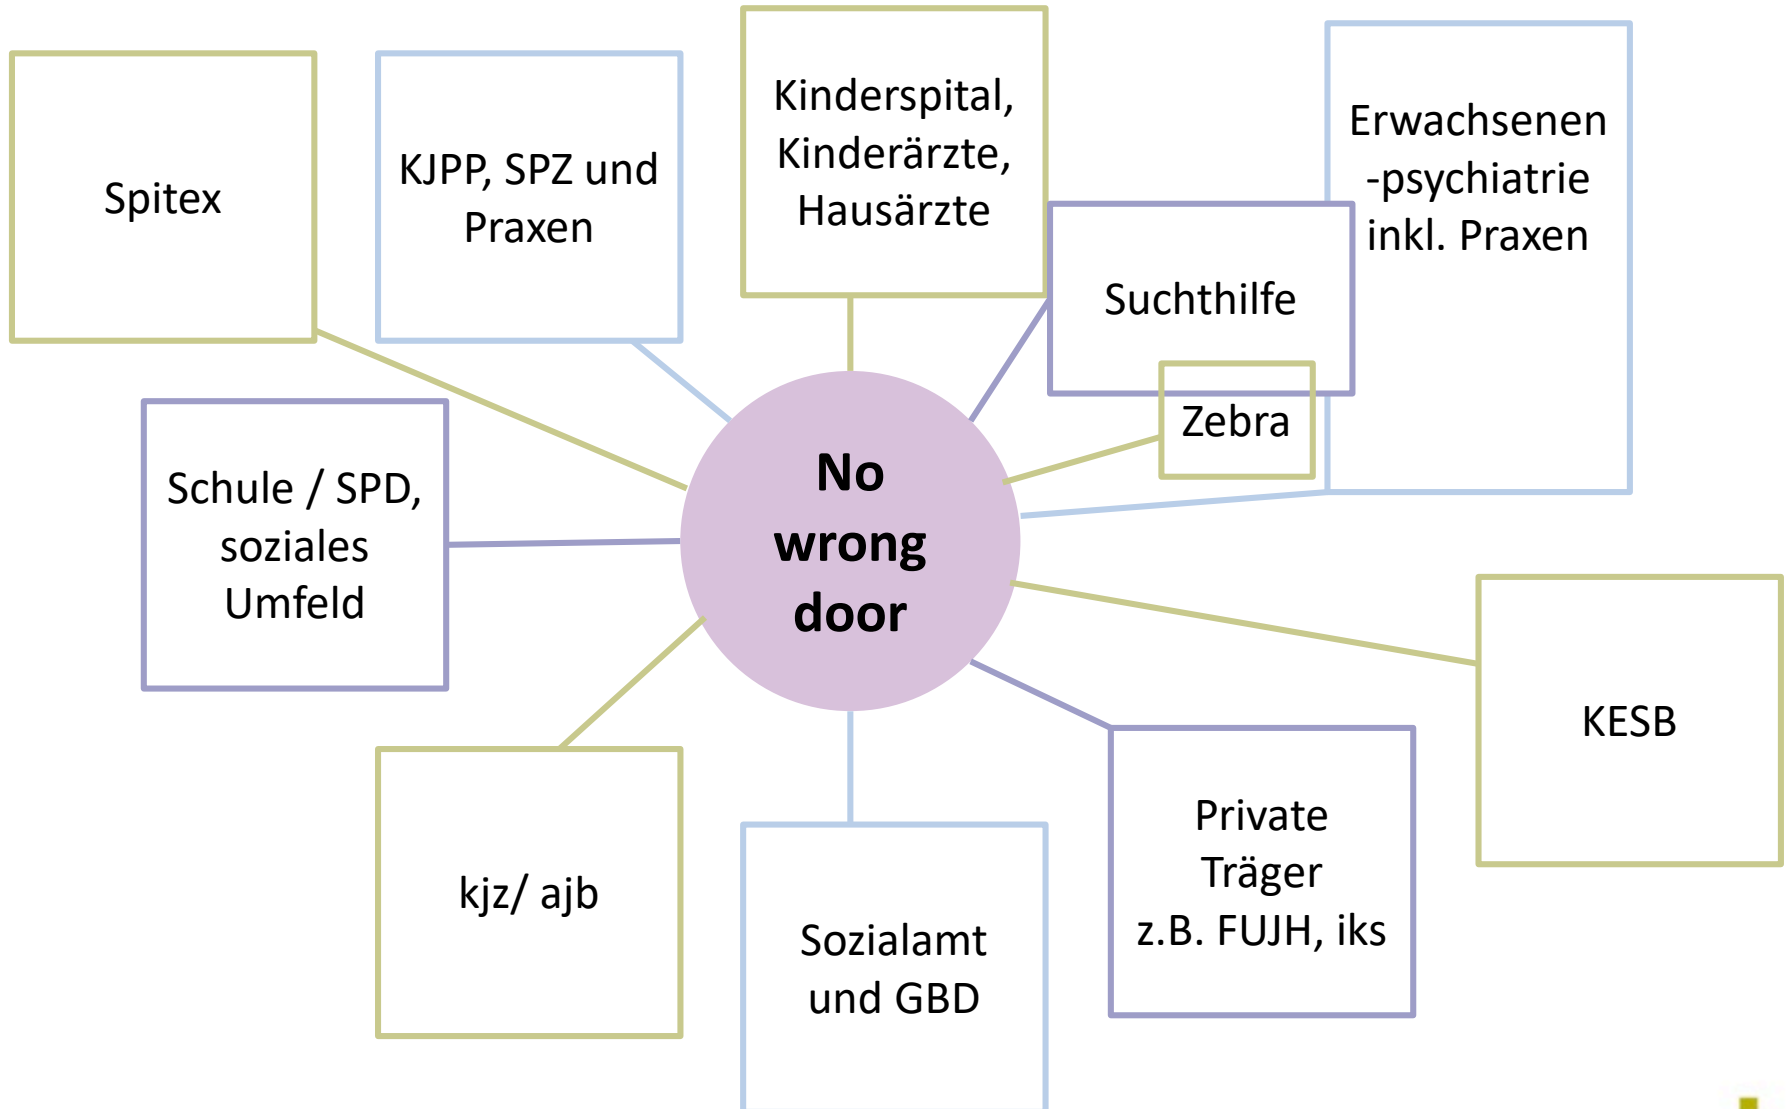 Spitex
KJPP, SPZ und
Praxen
Kinderspital,
Kinderärzte,
Hausärzte
Erwachsenen
-psychiatrie
inkl. Praxen
Suchthilfe
Zebra
No
wrong
door
Schule / SPD,
soziales
Umfeld
KESB
kjz/ ajb
Sozialamt
und GBD
Private
Träger
z.B. FUJH, iks